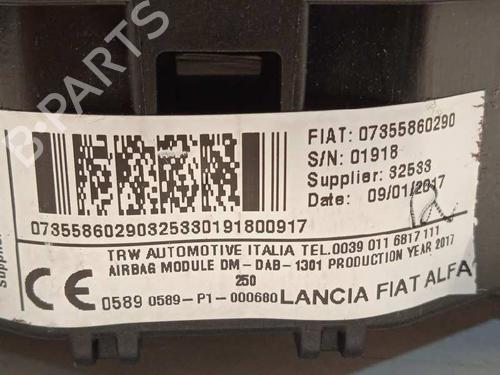 B-PARTS
FIAT: 07355860290
S/N: 01918
Supplier: 32533
Date: 09/01/2017
07355860290325330191800917
TRW AUTOMOTIVE ITALIA TEL.0039 011 6817 111
AIRBAG MODULE DM-DAB-1301 PRODUCTION YEAR 2017
250
CE 0589 0589-P1-000680 LANCIA FIAT ALFA
Supplier